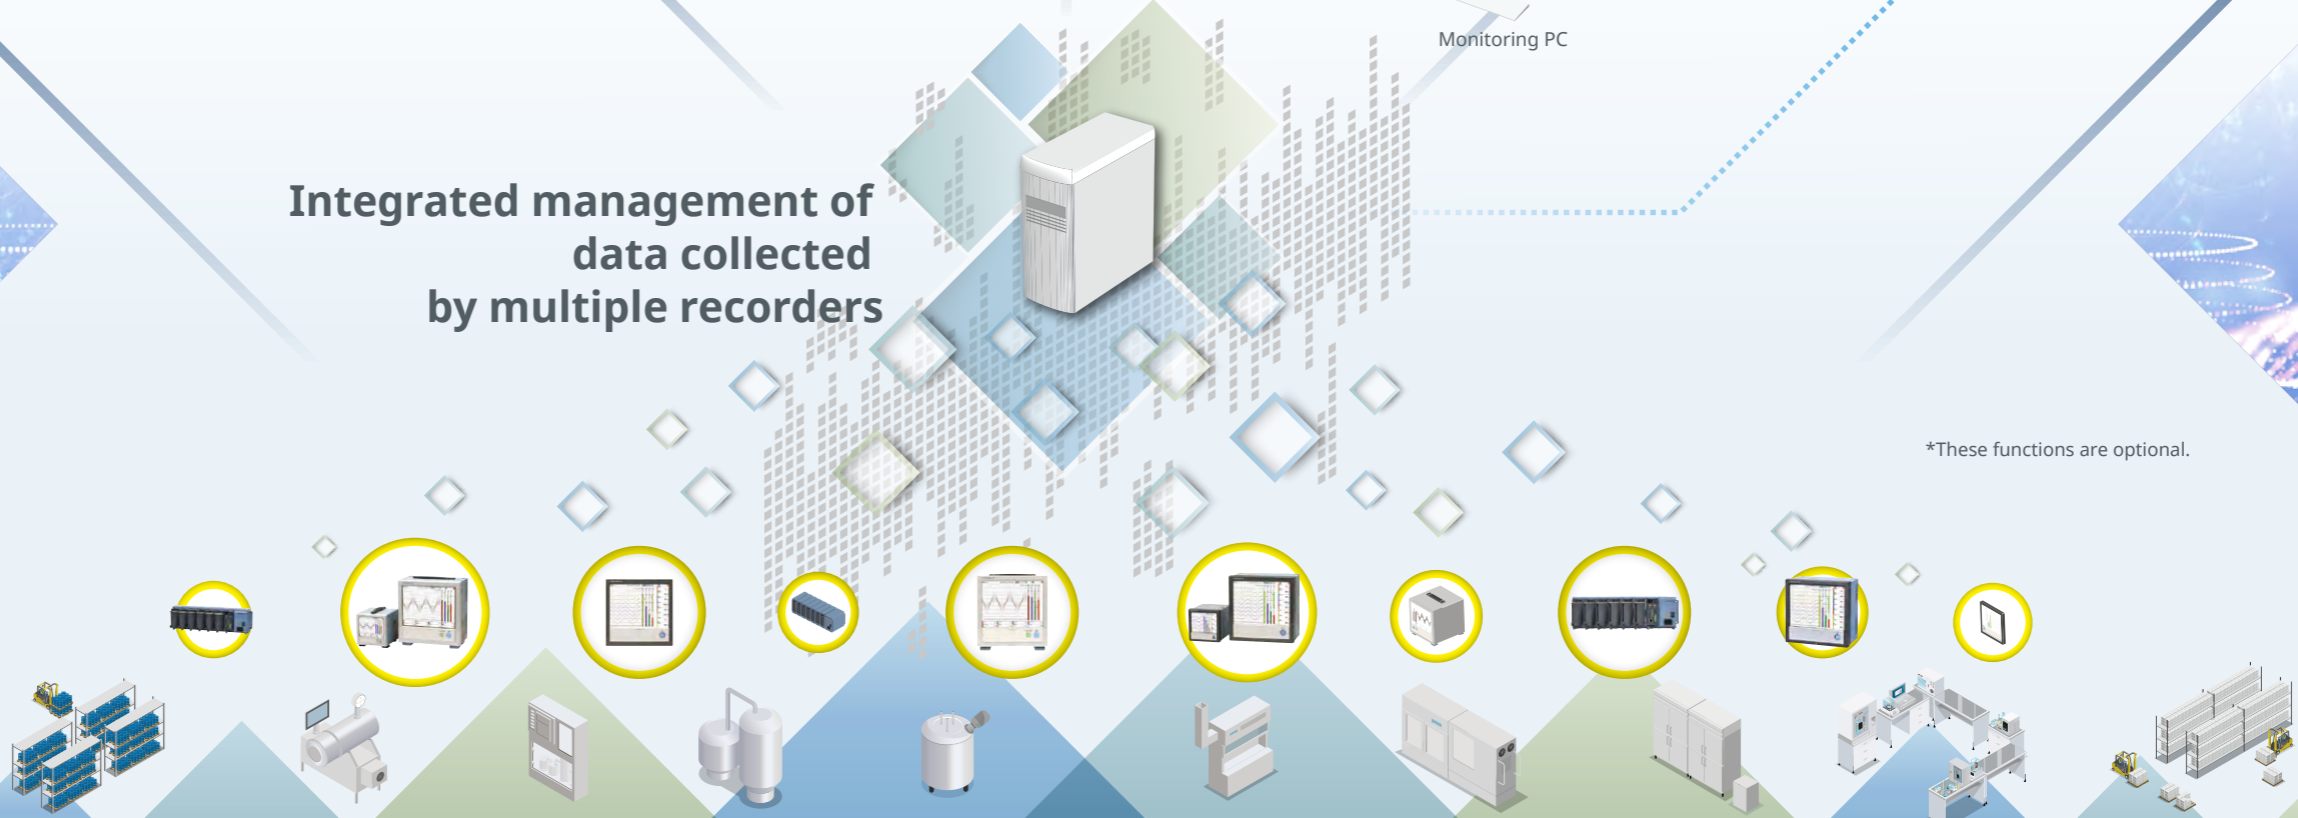 Monitoring PC
Integrated management of
data collected
by multiple recorders
*These functions are optional.